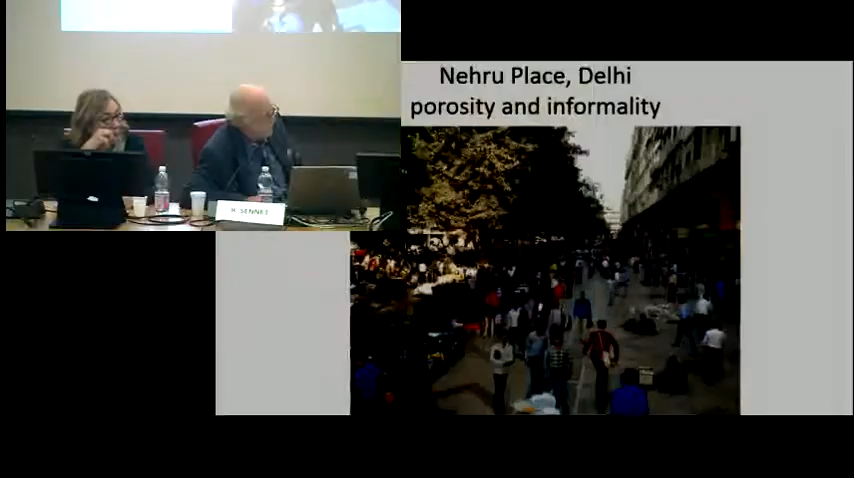 Nehru Place, Delhi
porosity and informality
R. SENNET